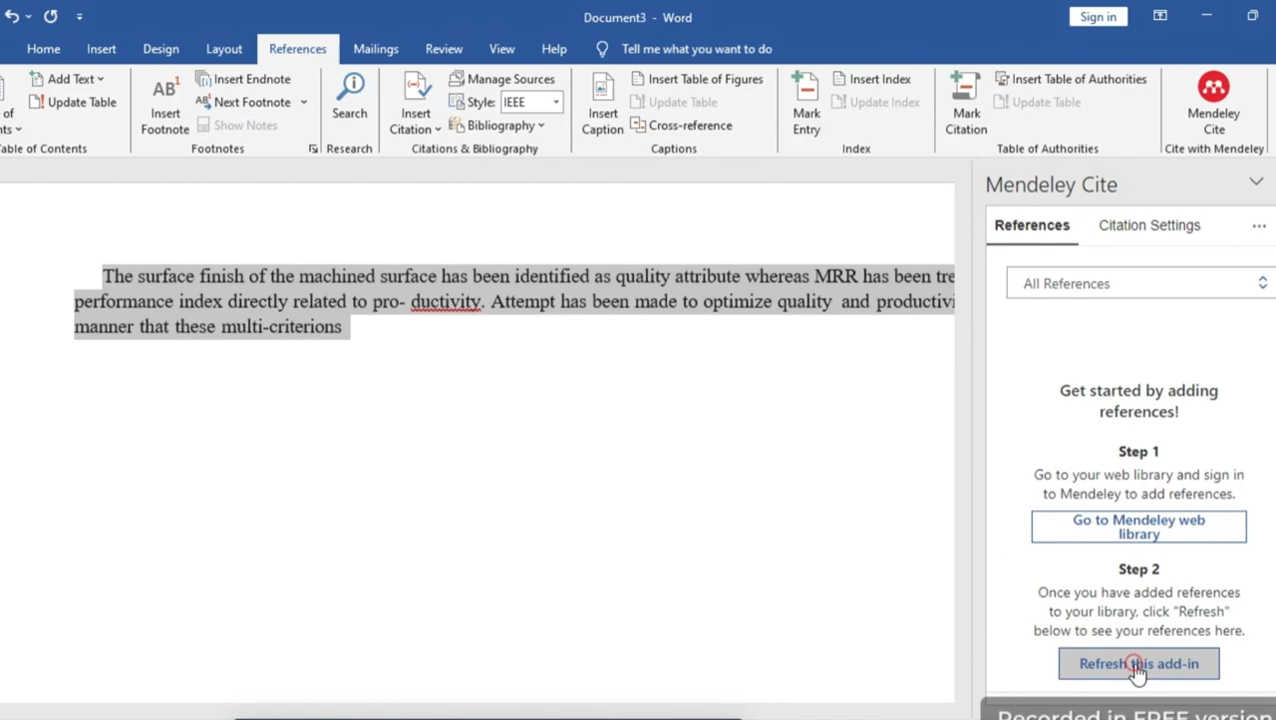 Document3 - Word
Sign in
Home Insert Design Layout References Mailings Review View Help Tell me what you want to do
Add Text
Update Table
of
Table of Contents
AB1
Insert Footnote
Insert Endnote
Next Footnote
Show Notes
Footnotes
Search
Research
Insert Citation
Manage Sources
Style: IEEE
Bibliography
Citations & Bibliography
Insert Caption
Insert Table of Figures
Update Table
Cross-reference
Captions
Mark Entry
Insert Index
Update Index
Index
Mark Citation
Insert Table of Authorities
Update Table
Table of Authorities
Mendeley Cite
Cite with Mendeley
The surface finish of the machined surface has been identified as quality attribute whereas MRR has been tre
performance index directly related to pro- ductivity. Attempt has been made to optimize quality and productivi
manner that these multi-criterions
Mendeley Cite
References Citation Settings ...
All References
Get started by adding
references!
Step 1
Go to your web library and sign in
to Mendeley to add references.
Go to Mendeley web
library
Step 2
Once you have added references
to your library, click "Refresh"
below to see your references here.
Refresh this add-in
Recorded in FREE version